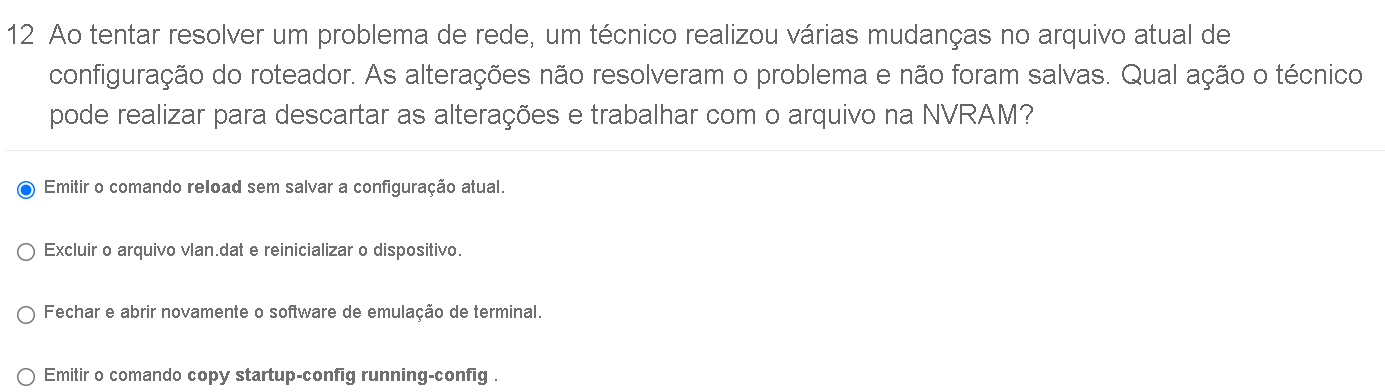 12 Ao tentar resolver um problema de rede, um técnico realizou várias mudanças no arquivo atual de
configuração do roteador. As alterações não resolveram o problema e não foram salvas. Qual ação o técnico
pode realizar para descartar as alterações e trabalhar com o arquivo na NVRAM?
Emitir o comando reload sem salvar a configuração atual.
Excluir o arquivo vlan.dat e reinicializar o dispositivo.
Fechar e abrir novamente o software de emulação de terminal.
Emitir o comando copy startup-config running-config .